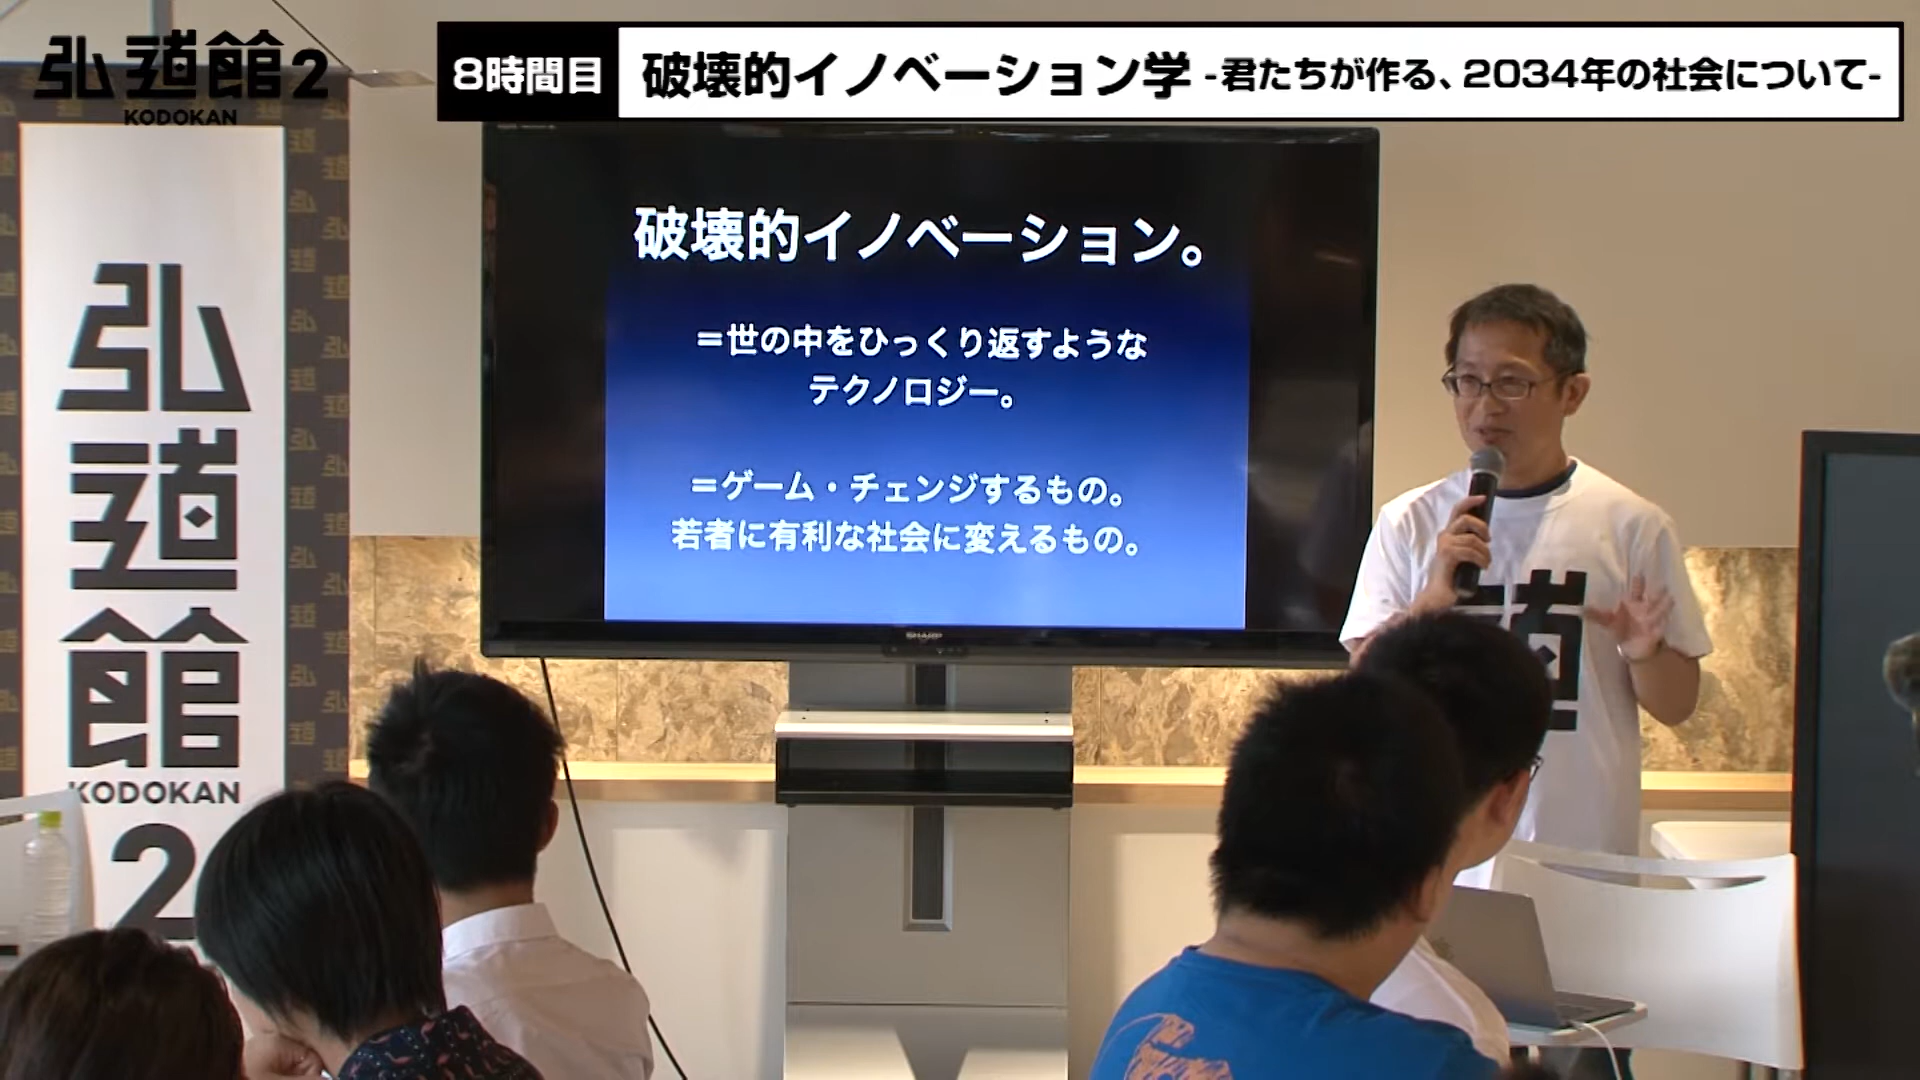 弘道館2
KODOKAN
8時間目
破壊的イノベーション学 -君たちが作る、2034年の社会について-
破壊的イノベーション。
=世の中をひっくり返すような
テクノロジー。
=ゲーム・チェンジするもの。
若者に有利な社会に変えるもの。
SHARP
弘道館
KODOKAN
2
道